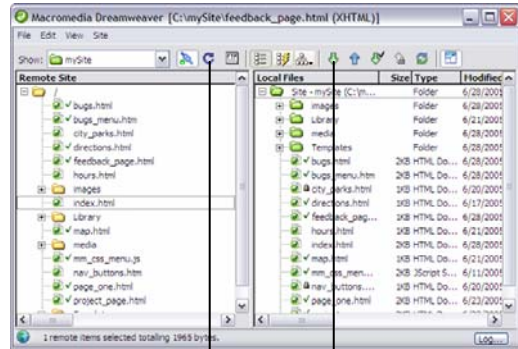 Macromedia Dreamweaver [C:\mySite\feedback_page.html (XHTML)]
File Edit View Site
Show: mySite
Remote Site
/
bugs.html
bugs_menu.htm
city_parks.html
directions.html
feedback_page.html
hours.html
images
index.html
Library
map.html
media
mm_css_menu.js
nav_buttons.htm
page_one.html
project_page.html
Local Files Size Type Modified
Site - mySite (C:\m... Folder 6/28/2005
images Folder 6/28/2005
Library Folder 6/21/2005
media Folder 6/28/2005
Templates Folder 6/28/2005
bugs.html 2KB HTML Do... 6/28/2005
bugs_menu.htm 2KB HTML Do... 6/28/2005
city_parks.html 1KB HTML Do... 6/20/2005
directions.html 1KB HTML Do... 6/17/2005
feedback_pag... 1KB HTML Do... 6/28/2005
hours.html 1KB HTML Do... 6/21/2005
index.html 2KB HTML Do... 6/28/2005
map.html 1KB HTML Do... 6/21/2005
mm_css_men... 2KB JScript S... 6/11/2005
nav_buttons.... 1KB HTML Do... 6/20/2005
page_one.html 2KB HTML Do... 6/23/2005
1 remote items selected totaling 1965 bytes.
Log...